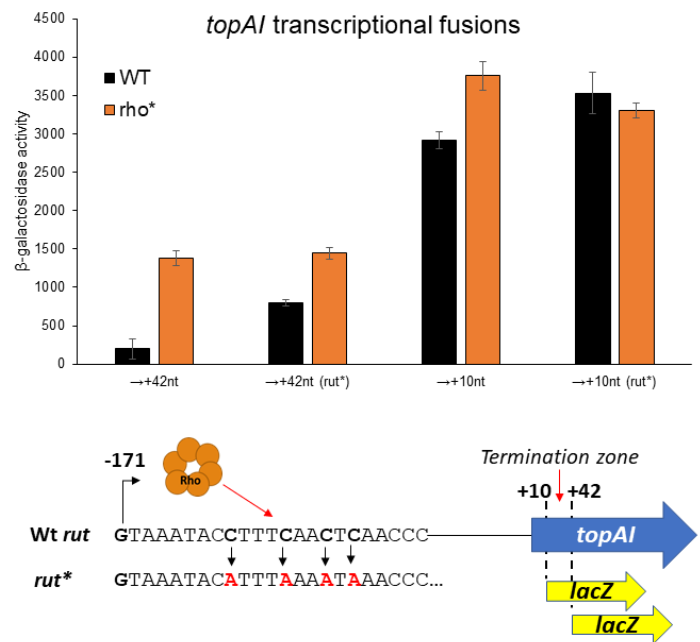 topAI transcriptional fusions
β-galactosidase activity
4500
4000
3500
3000
2500
2000
1500
1000
500
0
WT
rho*
→+42nt
→+42nt (rut*)
→+10nt
→+10nt (rut*)
-171
Rho
Termination zone
+10
+42
Wt rut
GTAAATACCTTTCAACTCAACCC
topAI
rut*
GTAAATACATTTAAAATAAACCC...
lacZ
lacZ